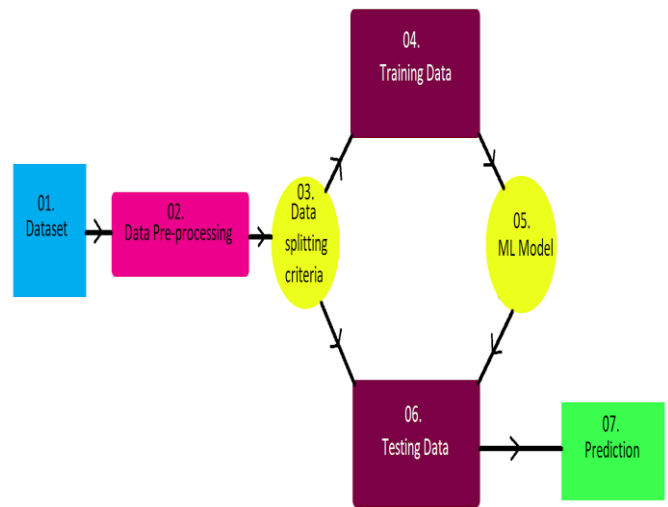 01.
Dataset
02.
Data Pre-processing
03.
Data
splitting
criteria
04.
Training Data
05.
ML Model
06.
Testing Data
07.
Prediction